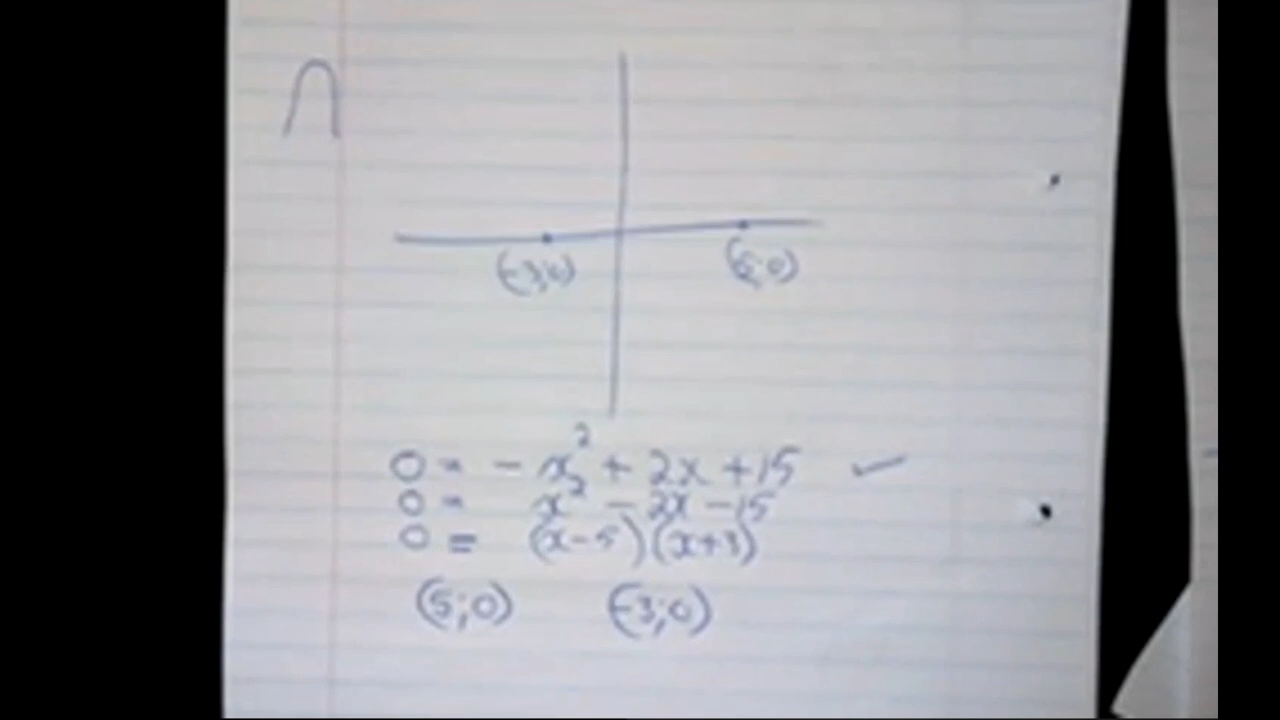 (-3;0) (5;0)
0 = - x² + 2x + 15 ✓
0 = x² - 2x - 15
0 = (x-5)(x+3)
(5;0) (-3;0)